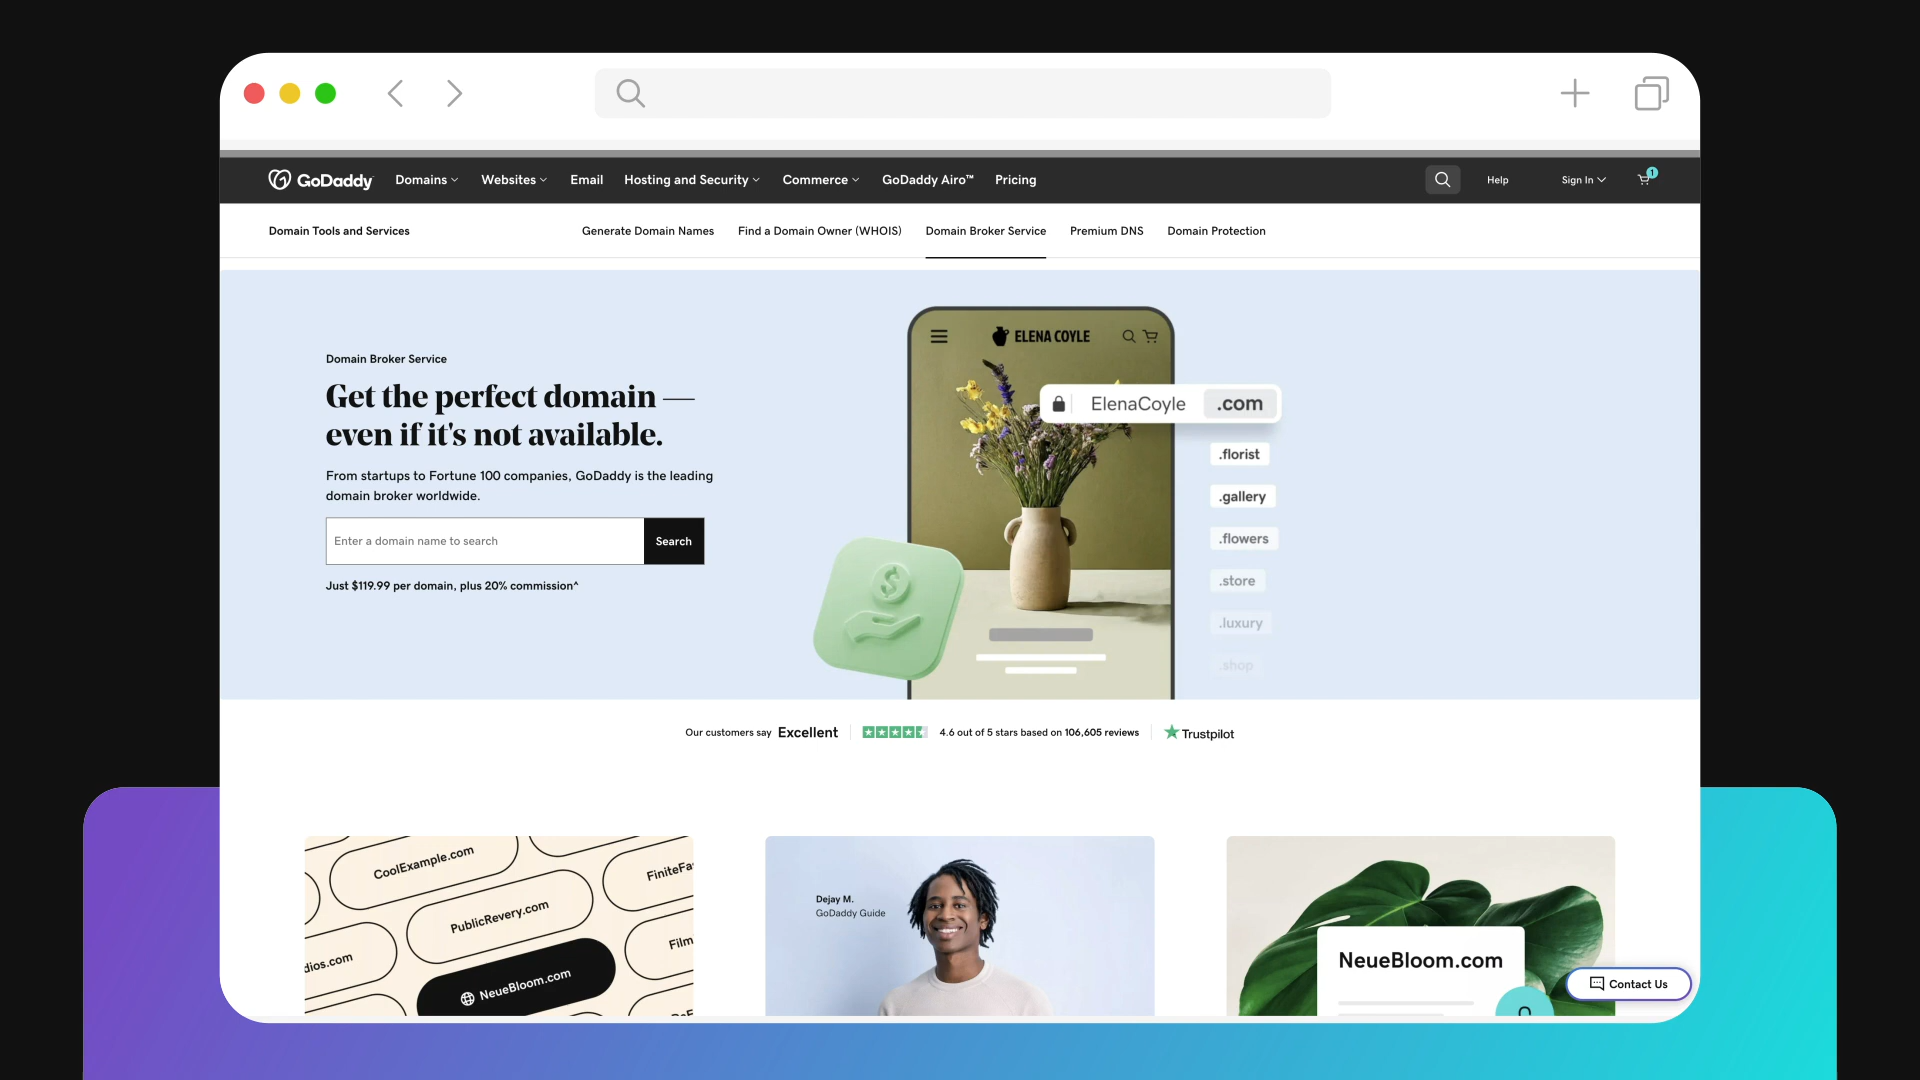 GoDaddy
Domains
Websites
Email
Hosting and Security
Commerce
GoDaddy Airo™
Pricing
Help
Sign In
1
Domain Tools and Services
Generate Domain Names
Find a Domain Owner (WHOIS)
Domain Broker Service
Premium DNS
Domain Protection
Domain Broker Service
Get the perfect domain —
even if it's not available.
From startups to Fortune 100 companies, GoDaddy is the leading
domain broker worldwide.
Enter a domain name to search
Search
Just $119.99 per domain, plus 20% commission^
ELENA COYLE
ElenaCoyle
.com
.florist
.gallery
.flowers
.store
.luxury
.shop
Our customers say Excellent
4.6 out of 5 stars based on 106,605 reviews
Trustpilot
CoolExample.com
FiniteFa
PublicRevery.com
Film
dios.com
NeueBloom.com
Dejay M.
GoDaddy Guide
NeueBloom.com
Contact Us